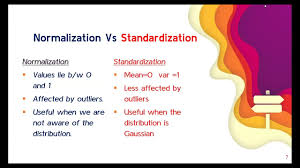 Normalization Vs Standardization
Normalization
• Values lie b/w 0
and 1
• Affected by outliers.
• Useful when we are
not aware of the
distribution.
Standardization
• Mean=0 var =1
• Less affected by
outliers
• Useful when the
distribution is
Gaussian
7